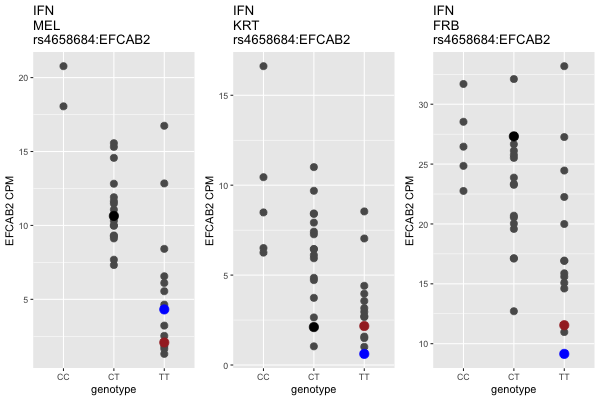 IFN
MEL
rs4658684:EFCAB2
EFCAB2 CPM
20
15
10
5
CC CT TT
genotype
IFN
KRT
rs4658684:EFCAB2
EFCAB2 CPM
15
10
5
0
CC CT TT
genotype
IFN
FRB
rs4658684:EFCAB2
EFCAB2 CPM
30
25
20
15
10
CC CT TT
genotype